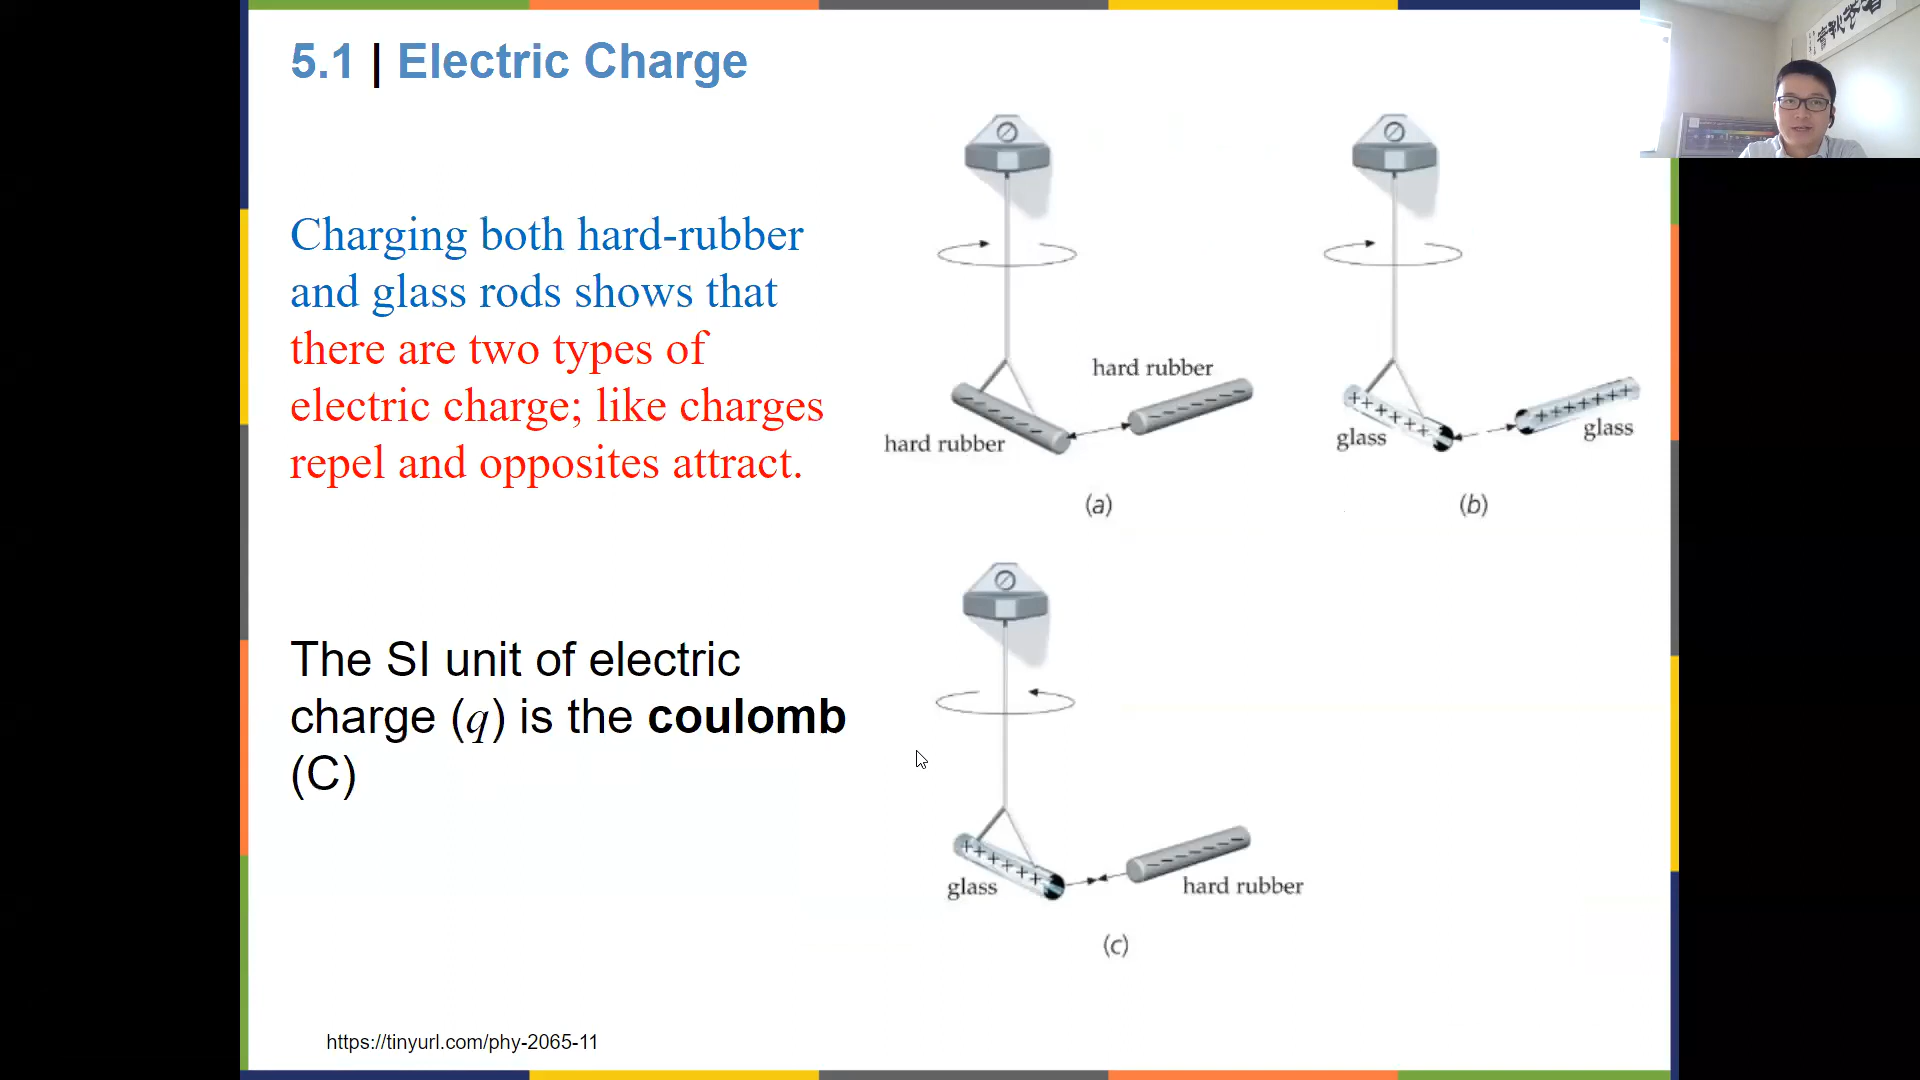 5.1 | Electric Charge
Charging both hard-rubber
and glass rods shows that
there are two types of
electric charge; like charges
repel and opposites attract.
hard rubber
hard rubber
(a)
glass
glass
(b)
The SI unit of electric
charge (q) is the coulomb
(C)
glass
hard rubber
(c)
https://tinyurl.com/phy-2065-11